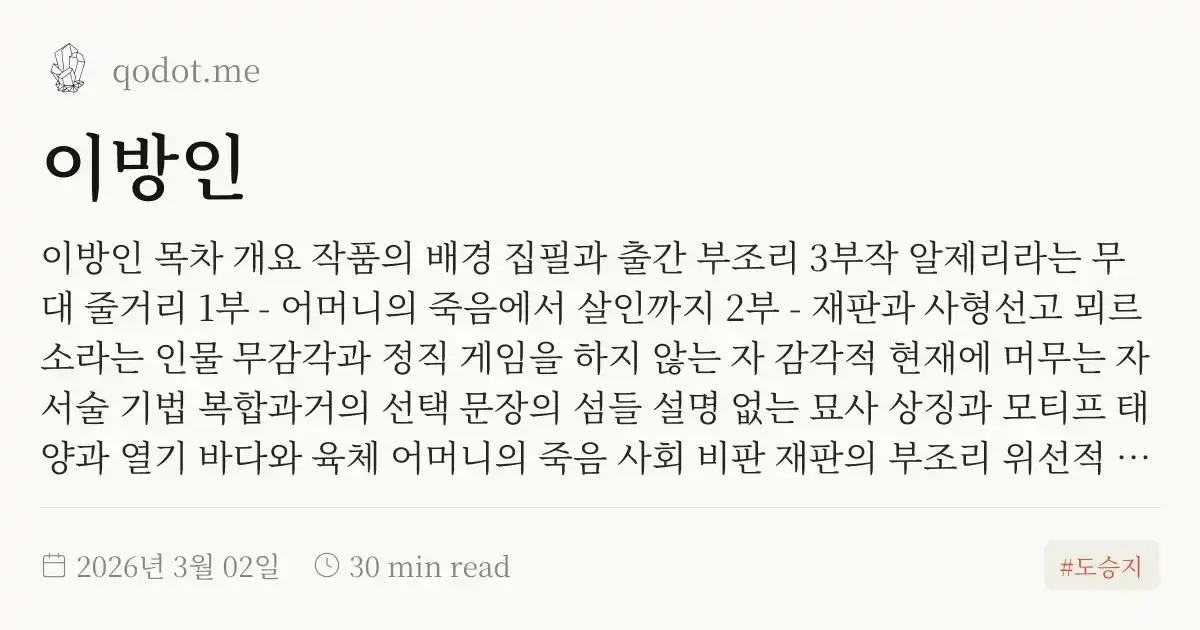 qodot.me
이방인
이방인 목차 개요 작품의 배경 집필과 출간 부조리 3부작 알제리라는 무
대 줄거리 1부 - 어머니의 죽음에서 살인까지 2부 - 재판과 사형선고 뫼르
소라는 인물 무감각과 정직 게임을 하지 않는 자 감각적 현재에 머무는 자
서술 기법 복합과거의 선택 문장의 섬들 설명 없는 묘사 상징과 모티프 태
양과 열기 바다와 육체 어머니의 죽음 사회 비판 재판의 부조리 위선적 …
2026년 3월 02일 30 min read
#도승지